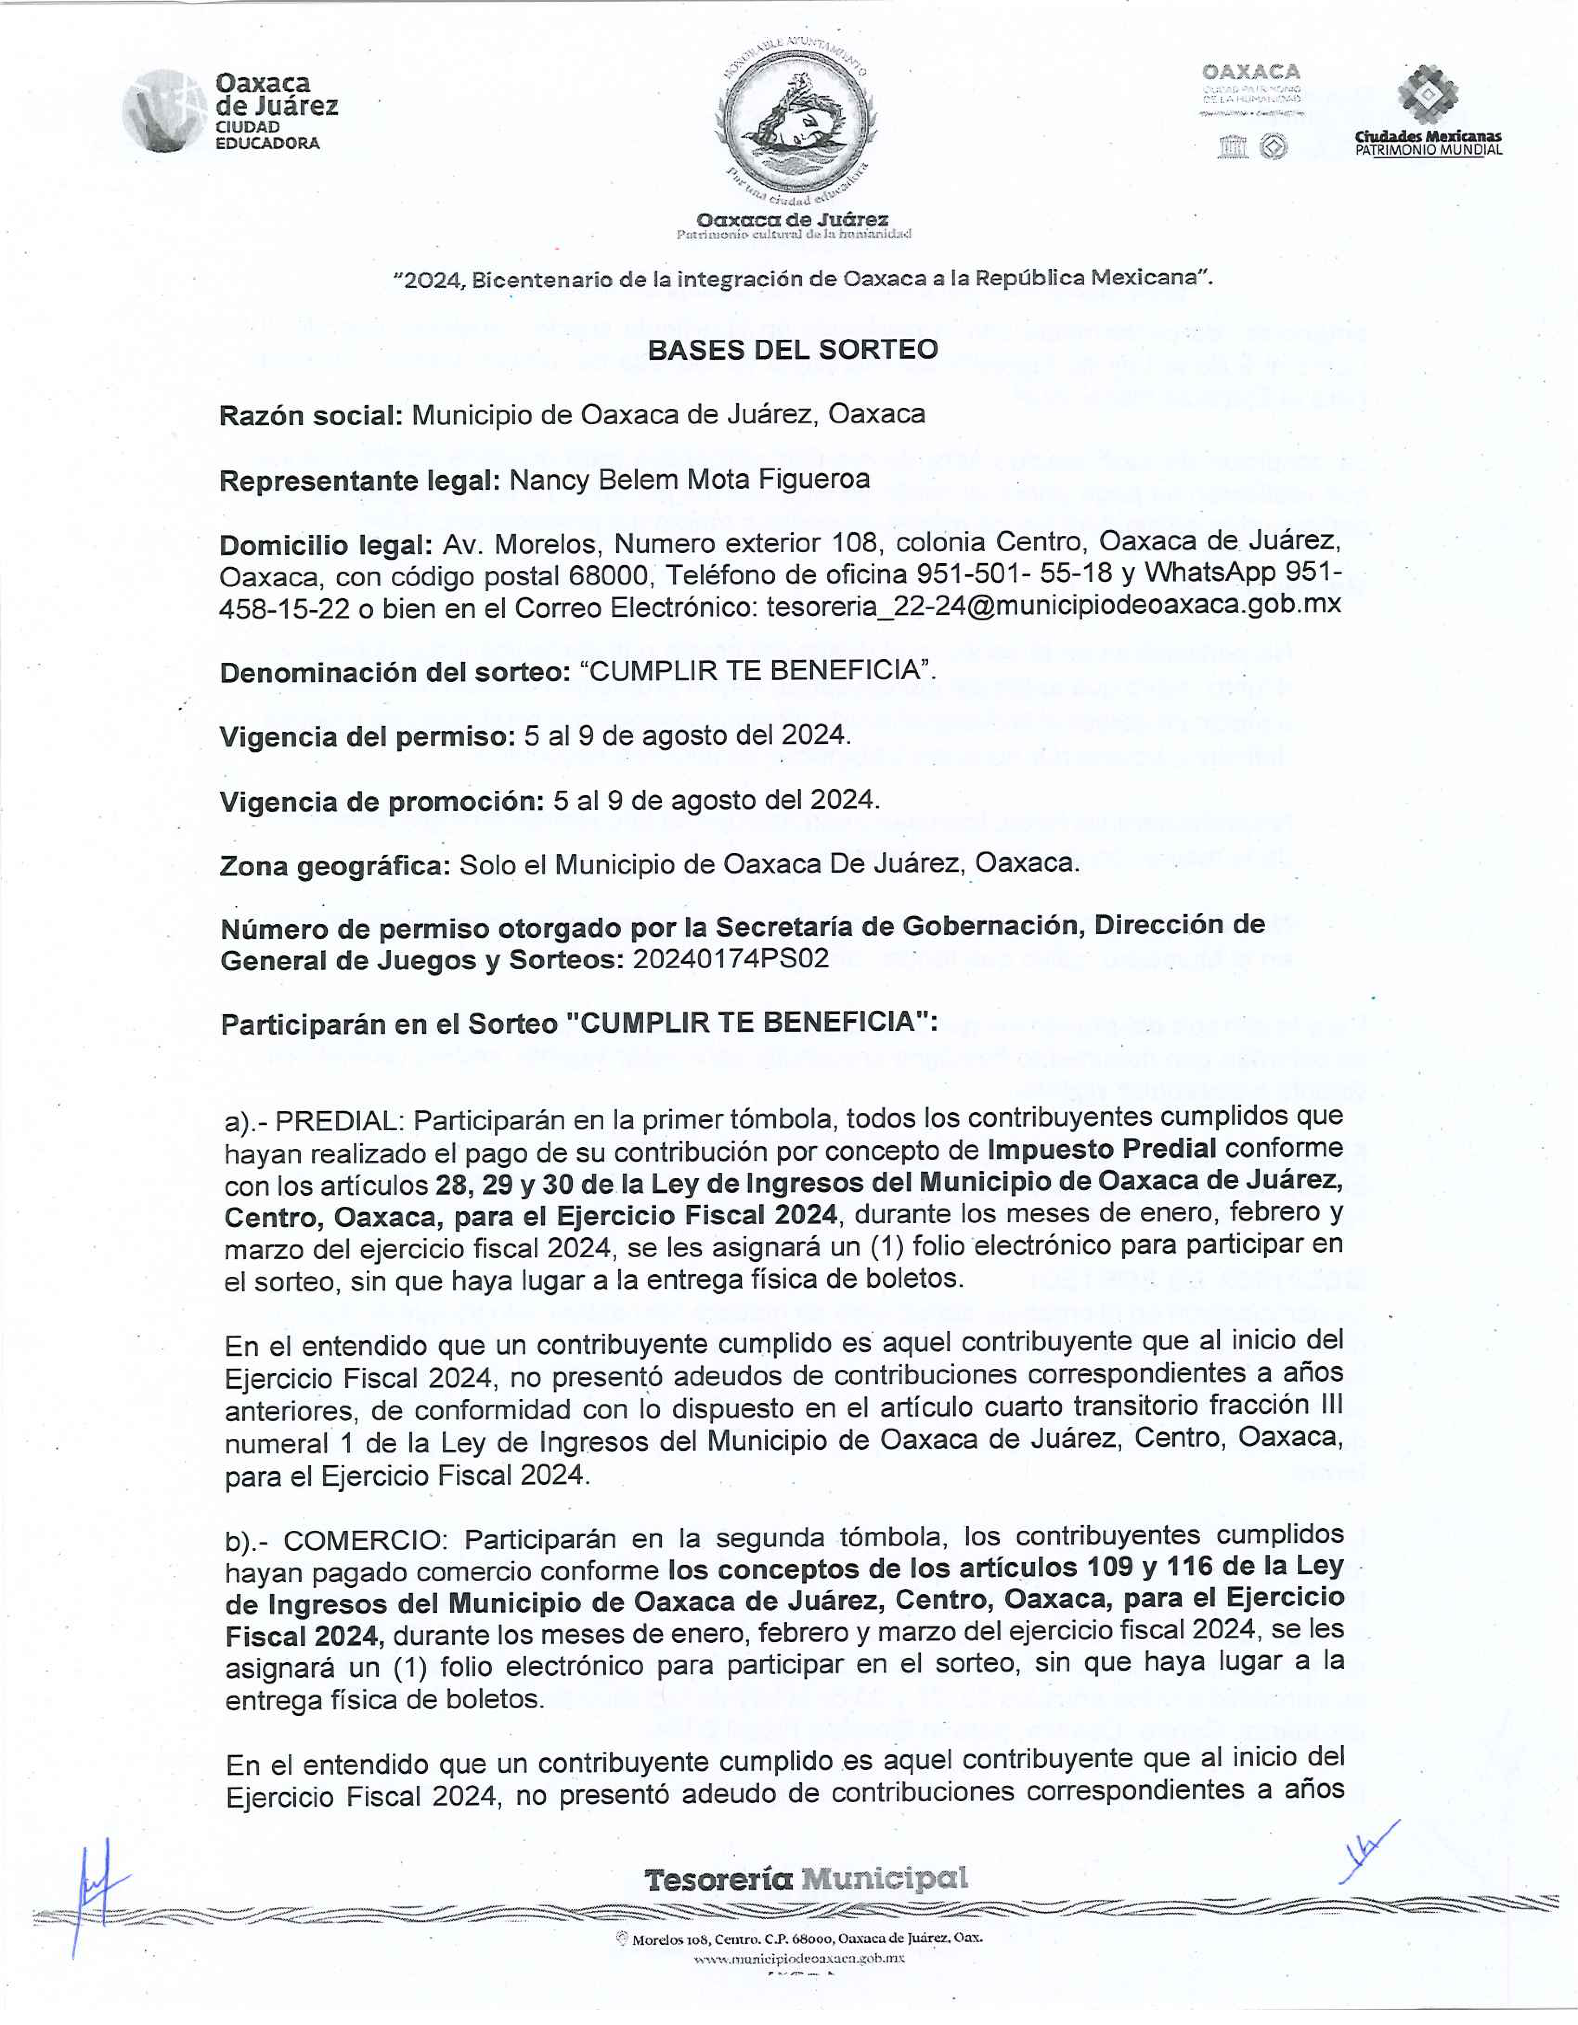 Oaxaca
de Juárez
CIUDAD
EDUCADORA
HONORABLE AYUNTAMIENTO
Por una ciudad educadora
Oaxaca de Juárez
Patrimonio cultural de la humanidad
OAXACA
CIUDAD PATRIMONIO
DE LA HUMANIDAD
Ciudades Mexicanas
PATRIMONIO MUNDIAL
"2024, Bicentenario de la integración de Oaxaca a la República Mexicana".
BASES DEL SORTEO
Razón social: Municipio de Oaxaca de Juárez, Oaxaca
Representante legal: Nancy Belem Mota Figueroa
Domicilio legal: Av. Morelos, Numero exterior 108, colonia Centro, Oaxaca de Juárez,
Oaxaca, con código postal 68000, Teléfono de oficina 951-501- 55-18 y WhatsApp 951-
458-15-22 o bien en el Correo Electrónico: tesoreria_22-24@municipiodeoaxaca.gob.mx
Denominación del sorteo: “CUMPLIR TE BENEFICIA”.
Vigencia del permiso: 5 al 9 de agosto del 2024.
Vigencia de promoción: 5 al 9 de agosto del 2024.
Zona geográfica: Solo el Municipio de Oaxaca De Juárez, Oaxaca.
Número de permiso otorgado por la Secretaría de Gobernación, Dirección de
General de Juegos y Sorteos: 20240174PS02
Participarán en el Sorteo "CUMPLIR TE BENEFICIA":
a).- PREDIAL: Participarán en la primer tómbola, todos los contribuyentes cumplidos que
hayan realizado el pago de su contribución por concepto de Impuesto Predial conforme
con los artículos 28, 29 y 30 de la Ley de Ingresos del Municipio de Oaxaca de Juárez,
Centro, Oaxaca, para el Ejercicio Fiscal 2024, durante los meses de enero, febrero y
marzo del ejercicio fiscal 2024, se les asignará un (1) folio electrónico para participar en
el sorteo, sin que haya lugar a la entrega física de boletos.
En el entendido que un contribuyente cumplido es aquel contribuyente que al inicio del
Ejercicio Fiscal 2024, no presentó adeudos de contribuciones correspondientes a años
anteriores, de conformidad con lo dispuesto en el artículo cuarto transitorio fracción III
numeral 1 de la Ley de Ingresos del Municipio de Oaxaca de Juárez, Centro, Oaxaca,
para el Ejercicio Fiscal 2024.
b).- COMERCIO: Participarán en la segunda tómbola, los contribuyentes cumplidos
hayan pagado comercio conforme los conceptos de los artículos 109 y 116 de la Ley
de Ingresos del Municipio de Oaxaca de Juárez, Centro, Oaxaca, para el Ejercicio
Fiscal 2024, durante los meses de enero, febrero y marzo del ejercicio fiscal 2024, se les
asignará un (1) folio electrónico para participar en el sorteo, sin que haya lugar a la
entrega física de boletos.
En el entendido que un contribuyente cumplido es aquel contribuyente que al inicio del
Ejercicio Fiscal 2024, no presentó adeudo de contribuciones correspondientes a años
Tesorería Municipal
Morelos 108, Centro. C.P. 68000, Oaxaca de Juárez, Oax.
www.municipiodeoaxaca.gob.mx